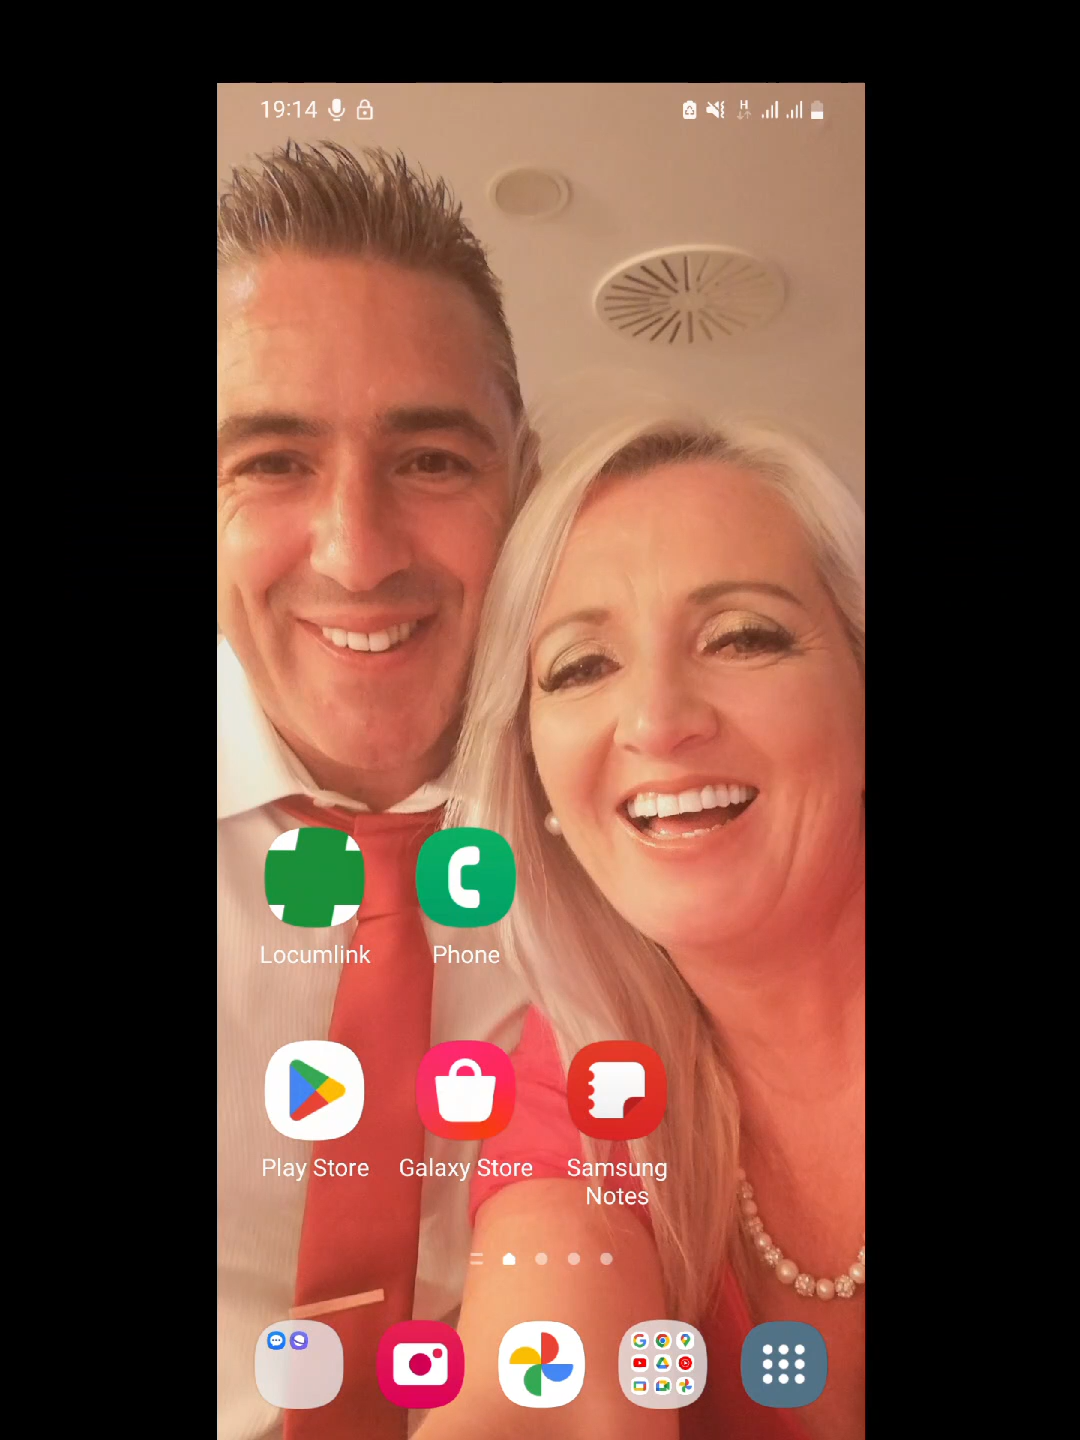 19:14
H
Locumlink
Phone
Play Store
Galaxy Store
Samsung
Notes